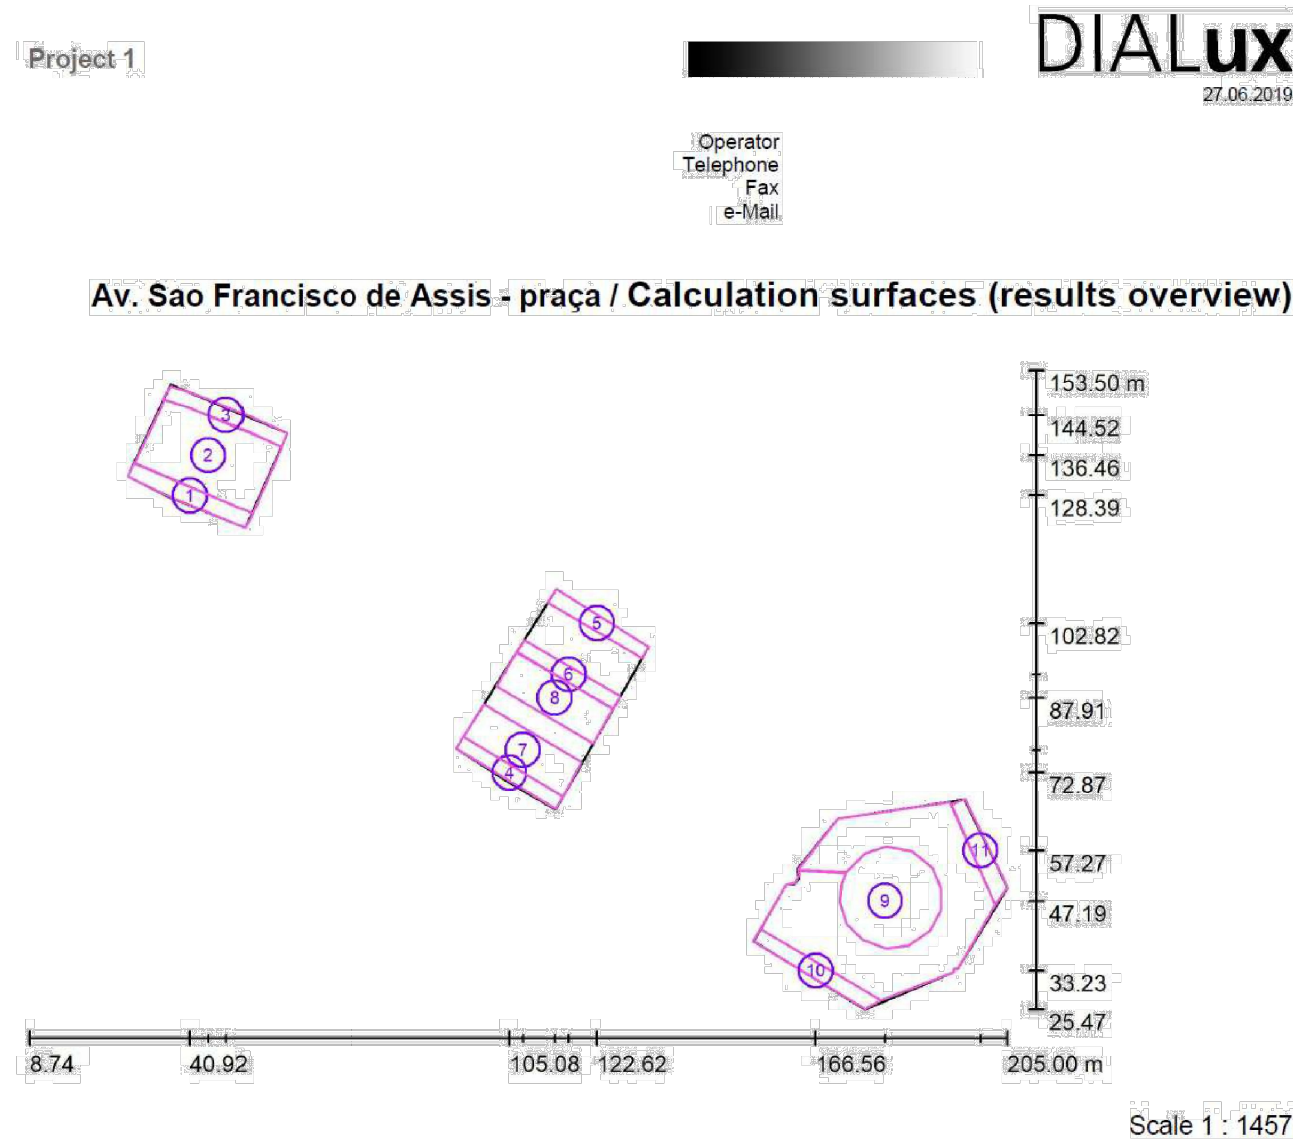 Project 1
DIALux
27.06.2019
Operator
Telephone
Fax
e-Mail
Av. Sao Francisco de Assis - praça / Calculation surfaces (results overview)
153.50 m
3
144.52
2
136.46
1
128.39
5
102.82
6
8
87.91
7
4
72.87
11
57.27
9
47.19
10
33.23
25.47
8.74 40.92 105.08 122.62 166.56 205.00 m
Scale 1 : 1457